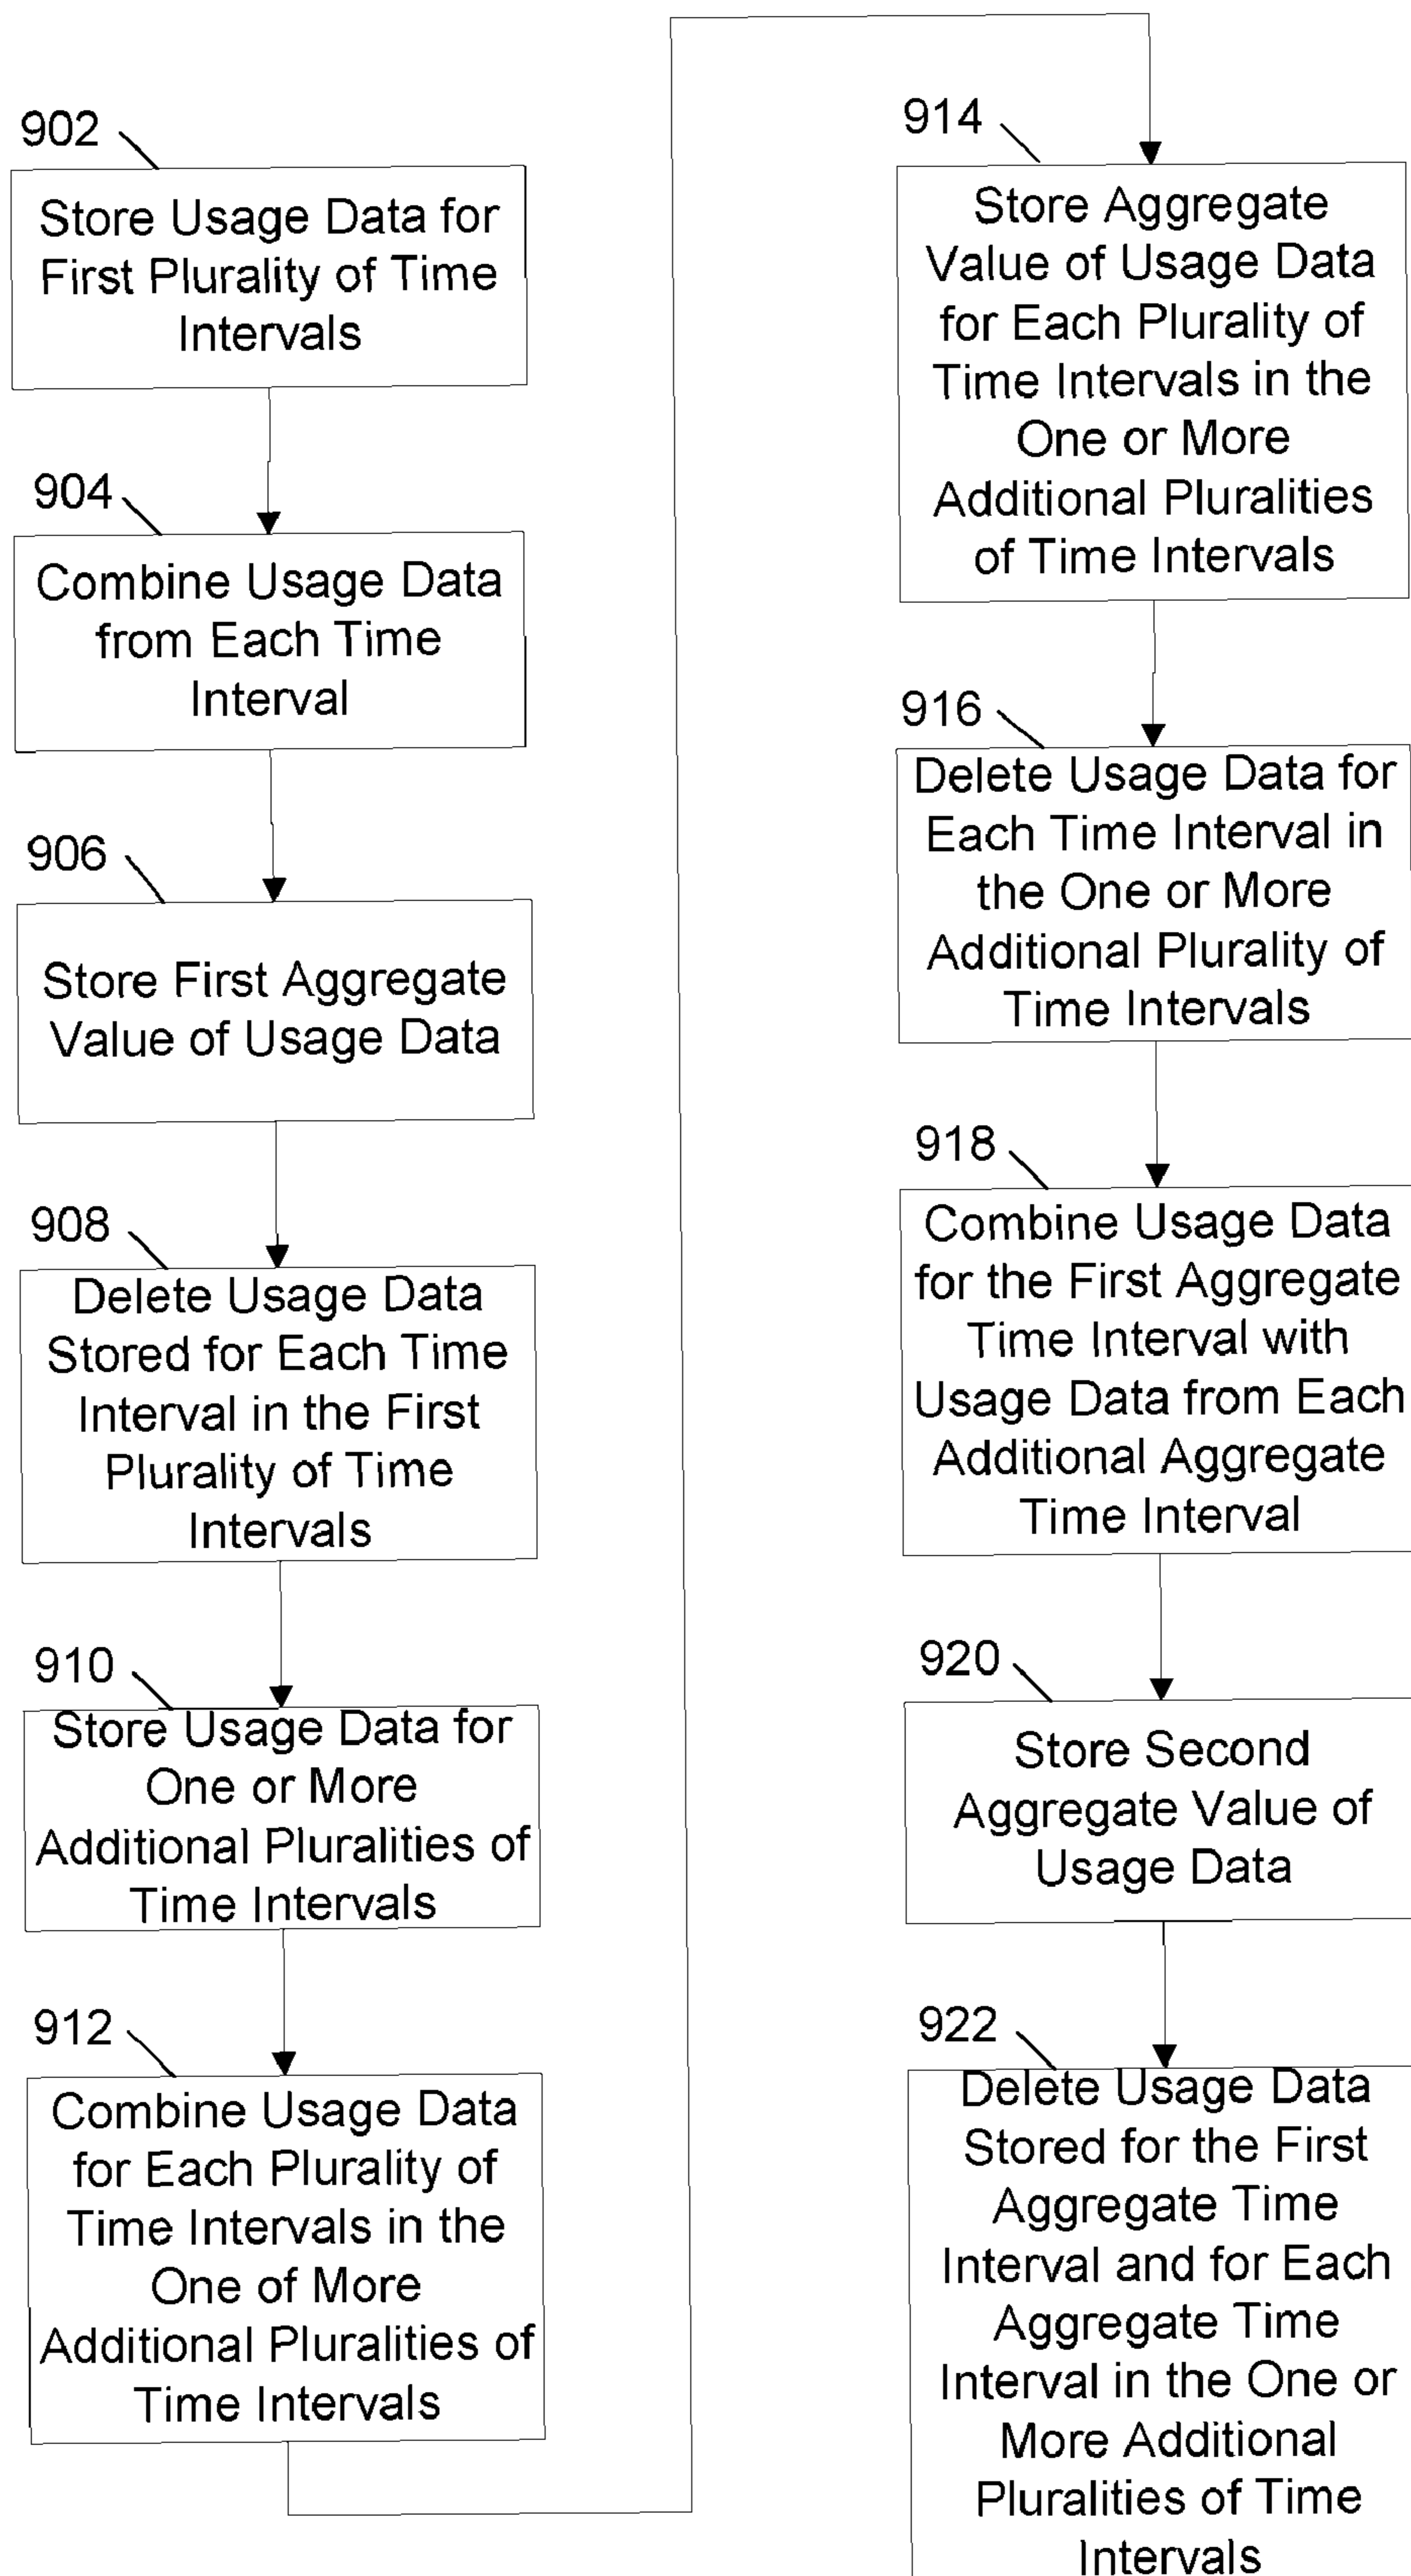 902
Store Usage Data for
First Plurality of Time
Intervals
904
Combine Usage Data
from Each Time
Interval
906
Store First Aggregate
Value of Usage Data
908
Delete Usage Data
Stored for Each Time
Interval in the First
Plurality of Time
Intervals
910
Store Usage Data for
One or More
Additional Pluralities of
Time Intervals
912
Combine Usage Data
for Each Plurality of
Time Intervals in the
One of More
Additional Pluralities of
Time Intervals
914
Store Aggregate
Value of Usage Data
for Each Plurality of
Time Intervals in the
One or More
Additional Pluralities
of Time Intervals
916
Delete Usage Data for
Each Time Interval in
the One or More
Additional Plurality of
Time Intervals
918
Combine Usage Data
for the First Aggregate
Time Interval with
Usage Data from Each
Additional Aggregate
Time Interval
920
Store Second
Aggregate Value of
Usage Data
922
Delete Usage Data
Stored for the First
Aggregate Time
Interval and for Each
Aggregate Time
Interval in the One or
More Additional
Pluralities of Time
Intervals